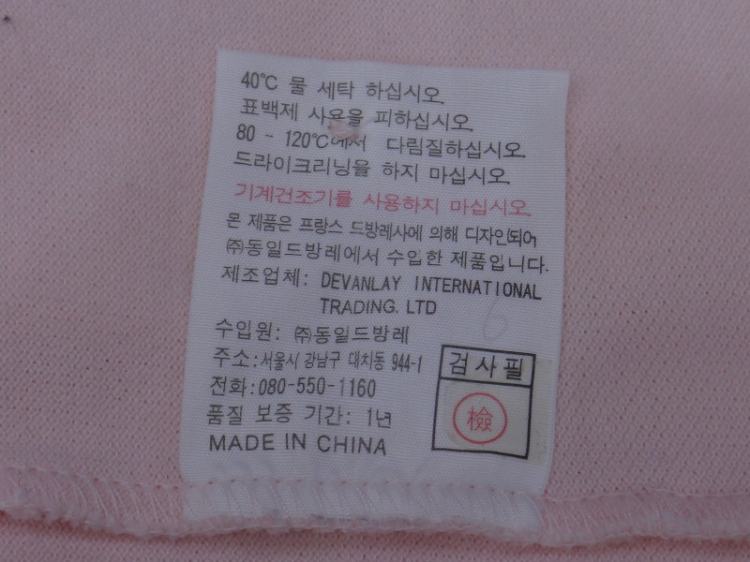 40℃ 물 세탁 하십시오.
표백제 사용을 피하십시오.
80 - 120℃에서 다림질하십시오.
드라이크리닝을 하지 마십시오.
기계건조기를 사용하지 마십시오.
몬 제품은 프랑스 드방레사에 의해 디자인되어
㈜동일드방레에서 수입한 제품입니다.
제조업체: DEVANLAY INTERNATIONAL
TRADING. LTD
수입원: ㈜동일드방레
주소:서울시 강남구 대치동 944-1
전화:080-550-1160
품질 보증 기간: 1년
MADE IN CHINA
검사필
檢
6